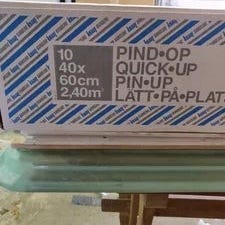 10
40x
60cm
2,40m²
PIND•OP
QUICK•UP
PIN•UP
LÄTT•PÅ•PLAT